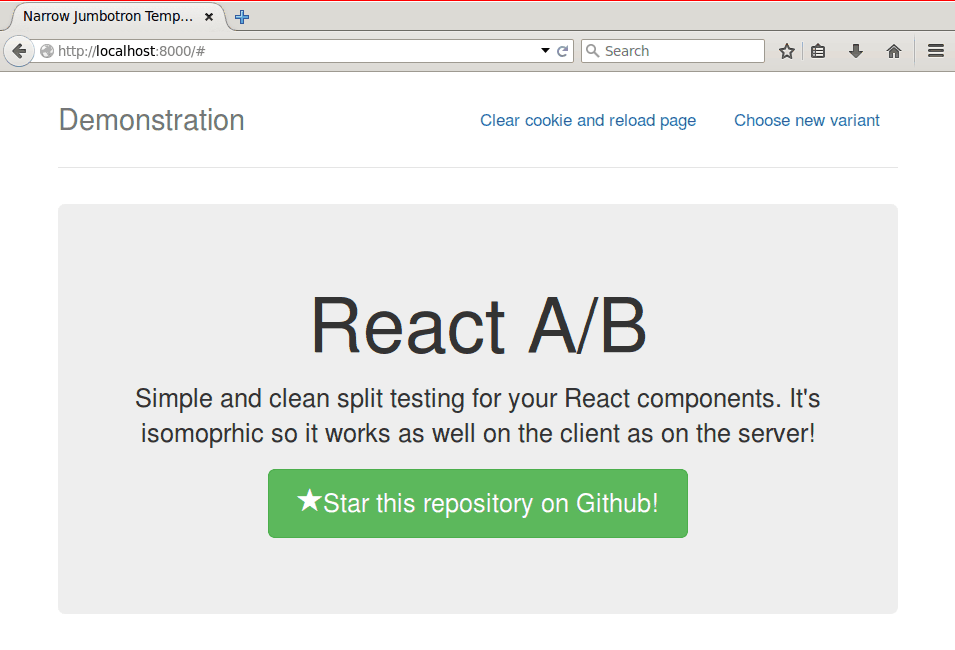 Narrow Jumbotron Temp...
http://localhost:8000/#
Search
Demonstration
Clear cookie and reload page
Choose new variant
React A/B
Simple and clean split testing for your React components. It's
isomoprhic so it works as well on the client as on the server!
★Star this repository on Github!